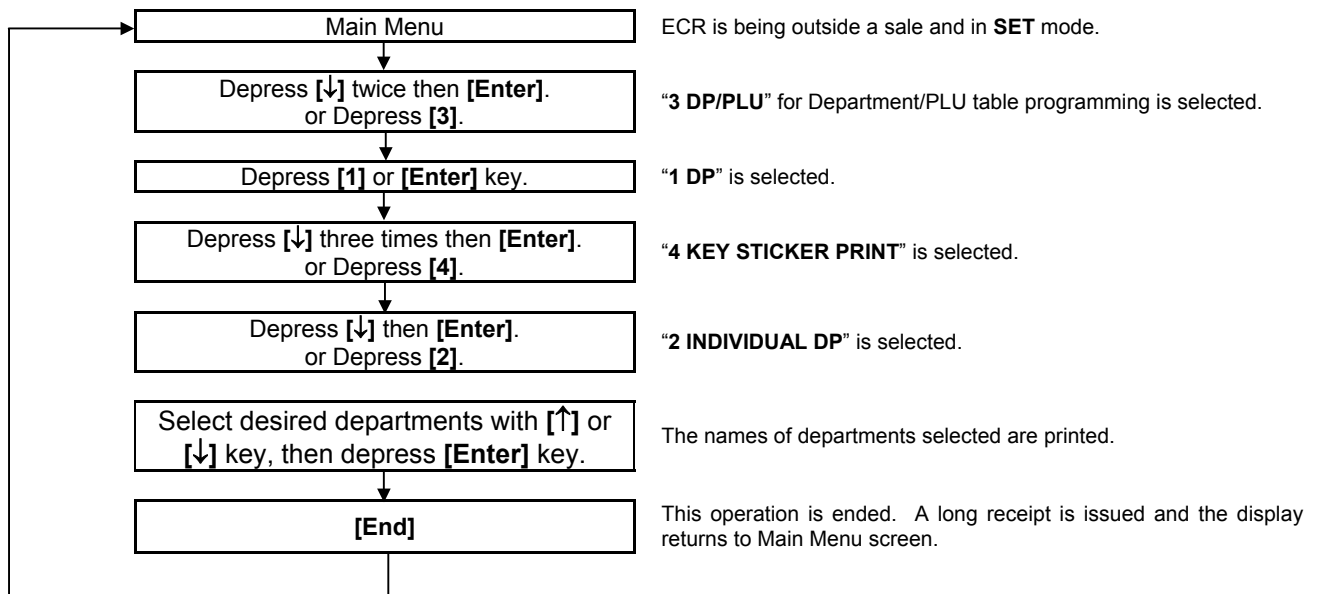 Main Menu
ECR is being outside a sale and in SET mode.
Depress [↓] twice then [Enter].
or Depress [3].
“3 DP/PLU” for Department/PLU table programming is selected.
Depress [1] or [Enter] key.
“1 DP” is selected.
Depress [↓] three times then [Enter].
or Depress [4].
“4 KEY STICKER PRINT” is selected.
Depress [↓] then [Enter].
or Depress [2].
“2 INDIVIDUAL DP” is selected.
Select desired departments with [↑] or
[↓] key, then depress [Enter] key.
The names of departments selected are printed.
[End]
This operation is ended. A long receipt is issued and the display
returns to Main Menu screen.